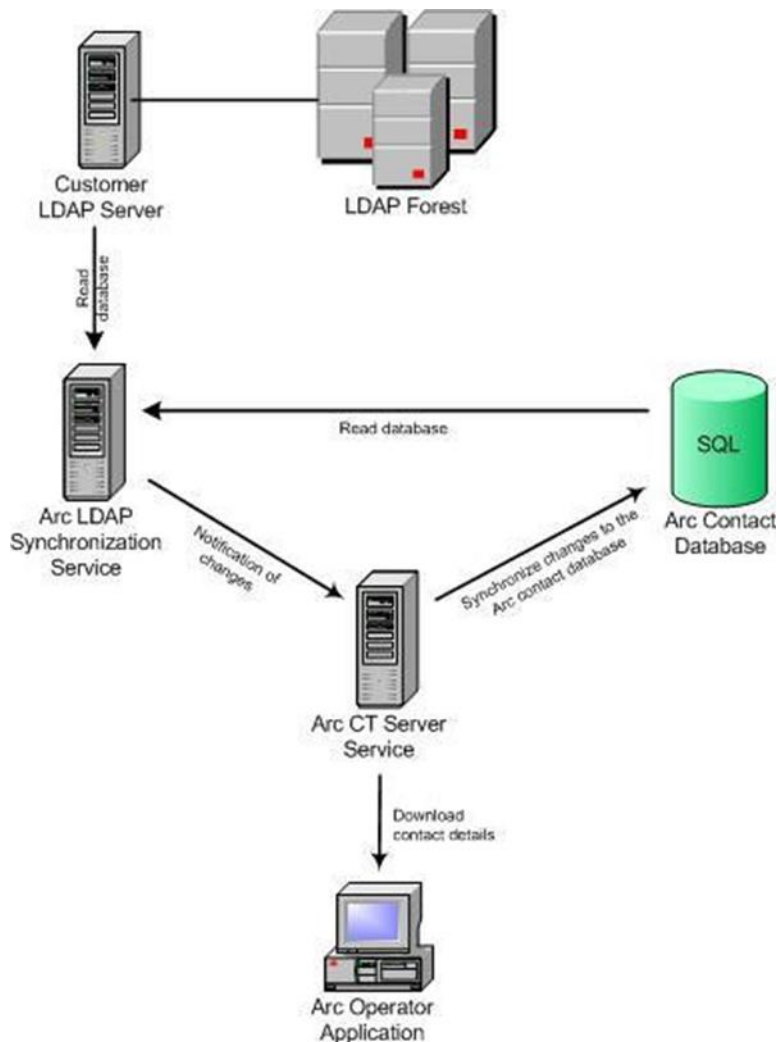 Customer
LDAP Server
LDAP Forest
Read
database
Read database
SQL
Arc LDAP
Synchronization
Service
Arc Contact
Database
Notification of
changes
Synchronize changes to the
Arc contact database
Arc CT Server
Service
Download
contact details
Arc Operator
Application